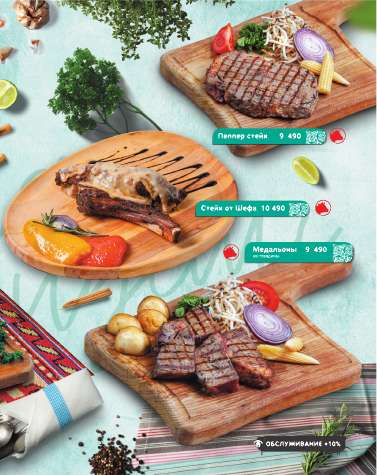 Пеппер стейк 9 490
Стейк от Шефа 10 490
Медальоны 9 490
из говядины
ОБСЛУЖИВАНИЕ +10%